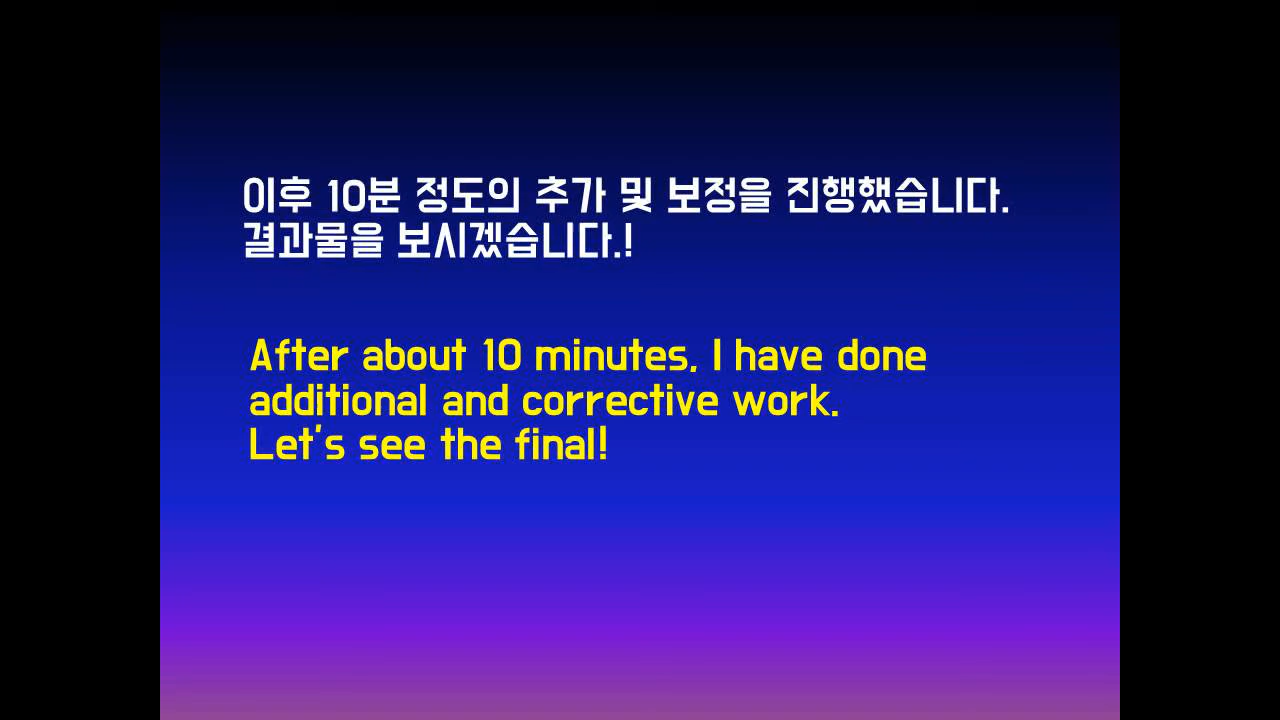 이후 10분 정도의 추가 및 보정을 진행했습니다.
결과물을 보시겠습니다.!
After about 10 minutes, I have done
additional and corrective work.
Let's see the final!